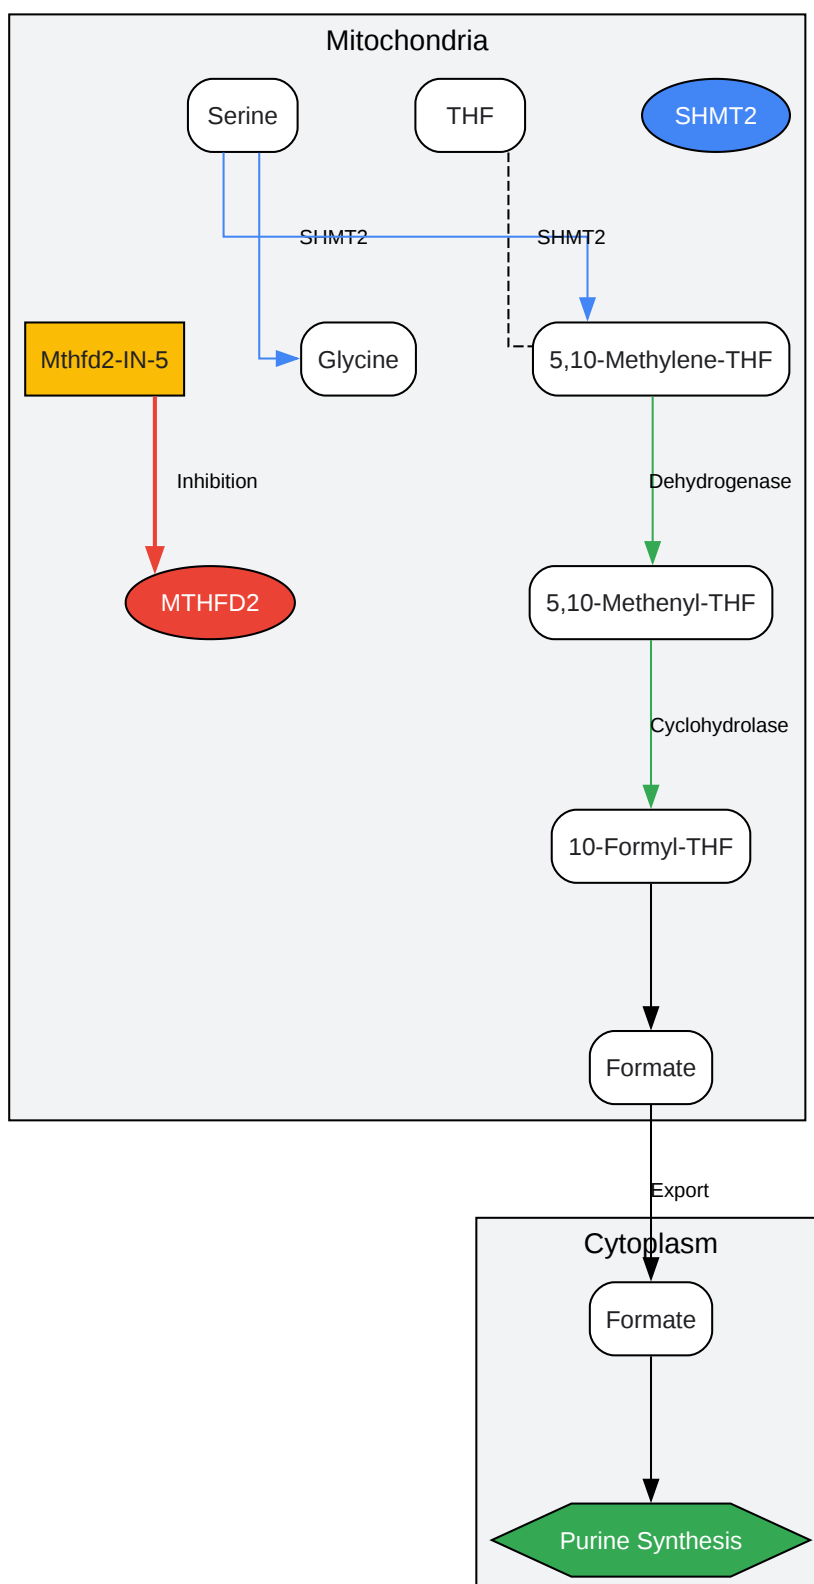 Mitochondria
Serine
THF
SHMT2
SHMT2
SHMT2
Mthfd2-IN-5
Glycine
5,10-Methylene-THF
Inhibition
Dehydrogenase
MTHFD2
5,10-Methenyl-THF
Cyclohydrolase
10-Formyl-THF
Formate
Export
Cytoplasm
Formate
Purine Synthesis